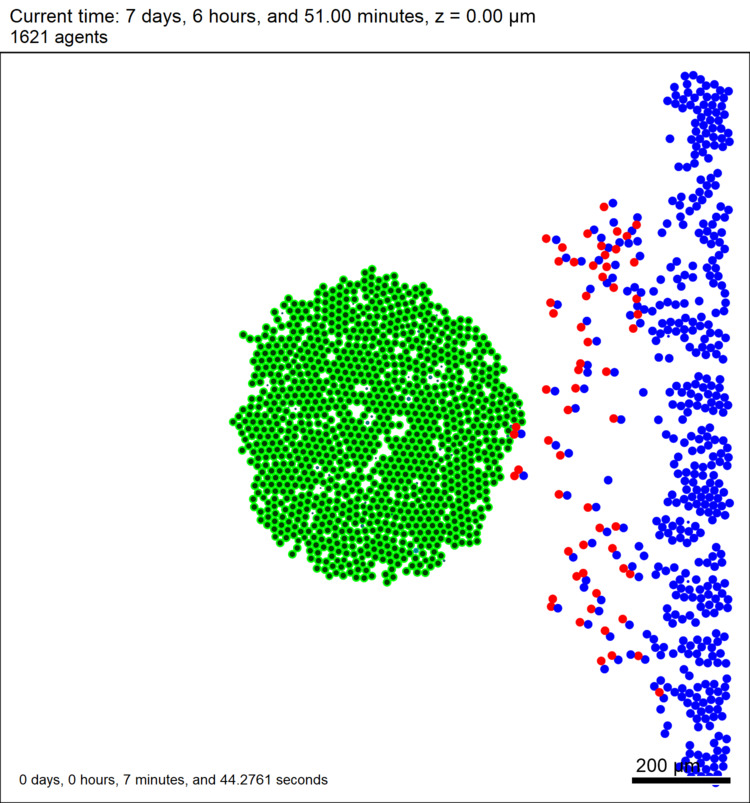 Current time: 7 days, 6 hours, and 51.00 minutes, z = 0.00 μm
1621 agents
200 μm
0 days, 0 hours, 7 minutes, and 44.2761 seconds